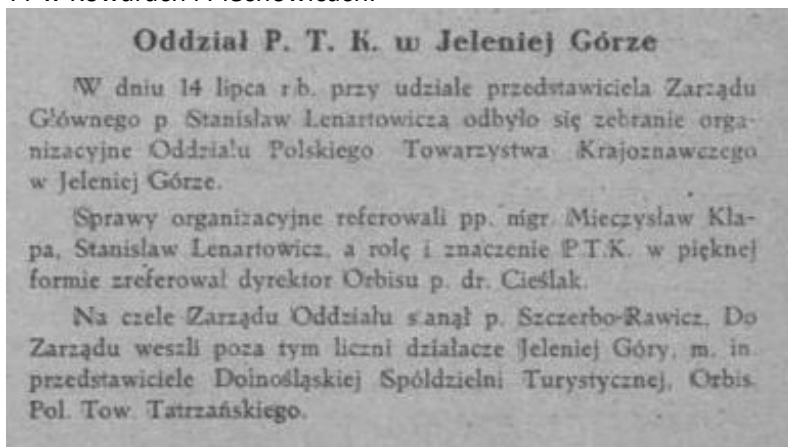 Oddział P. T. K. w Jeleniej Górze
W dniu 14 lipca r.b. przy udziale przedstawiciela Zarządu
Głównego p. Stanisław Lenartowicza odbyło się zebranie orga-
nizacyjne Oddziału Polskiego Towarzystwa Krajoznawczego
w Jeleniej Górze.
Sprawy organizacyjne referowali pp. mgr. Mieczysław Kła-
pa, Stanisław Lenartowicz, a rolę i znaczenie P.T.K. w pięknej
formie zreferował dyrektor Orbisu p. dr. Cieślak.
Na czele Zarządu Oddziału s anął p. Szczerbo-Rawicz. Do
Zarządu weszli poza tym liczni działacze Jeleniej Góry, m. in.
przedstawiciele Dolnośląskiej Spółdzielni Turystycznej, Orbis,
Pol. Tow. Tatrzańskiego.